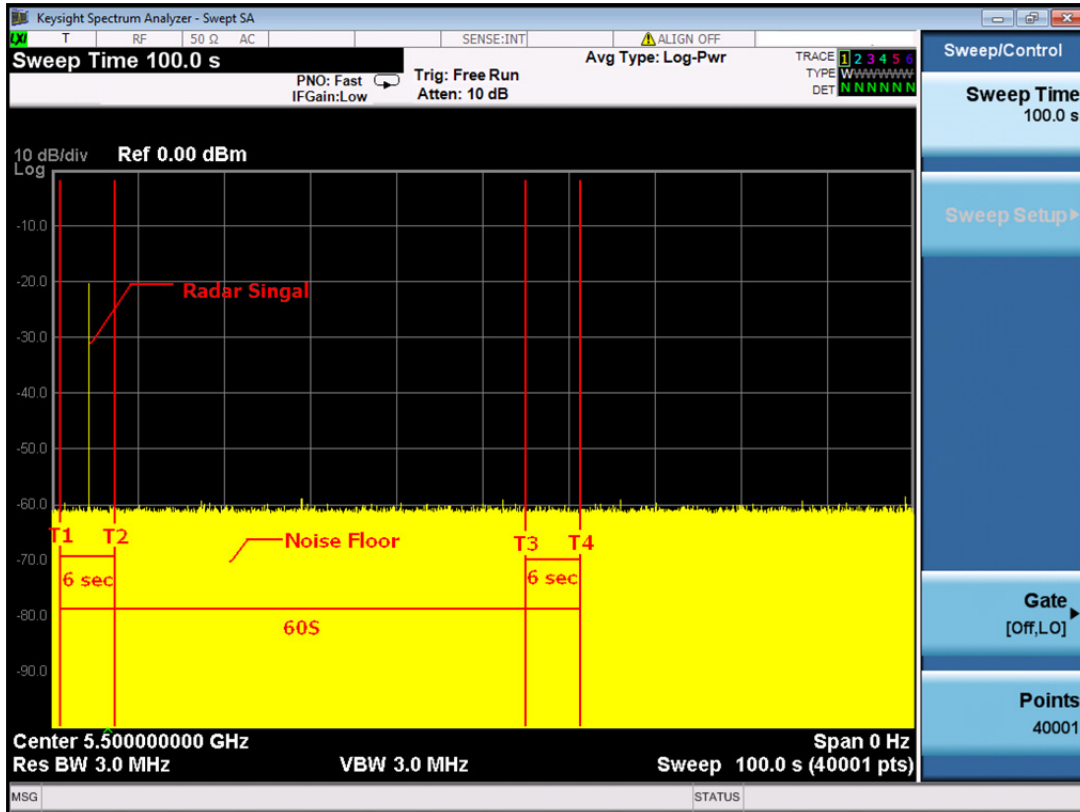 Keysight Spectrum Analyzer - Swept SA
LXI T RF 50 Ω AC SENSE:INT ALIGN OFF
Sweep Time 100.0 s
PNO: Fast
IFGain:Low
Trig: Free Run
Atten: 10 dB
Avg Type: Log-Pwr
TRACE 1 2 3 4 5 6
TYPE WWWWWW
DET N N N N N N
10 dB/div
Log
Ref 0.00 dBm
-10.0
-20.0
-30.0
-40.0
-50.0
-60.0
-70.0
-80.0
-90.0
Radar Singal
T1 T2
Noise Floor
T3 T4
6 sec
6 sec
60S
Center 5.500000000 GHz
Span 0 Hz
Res BW 3.0 MHz
VBW 3.0 MHz
Sweep 100.0 s (40001 pts)
MSG
STATUS
Sweep/Control
Sweep Time
100.0 s
Sweep Setup
Gate
[Off,LO]
Points
40001